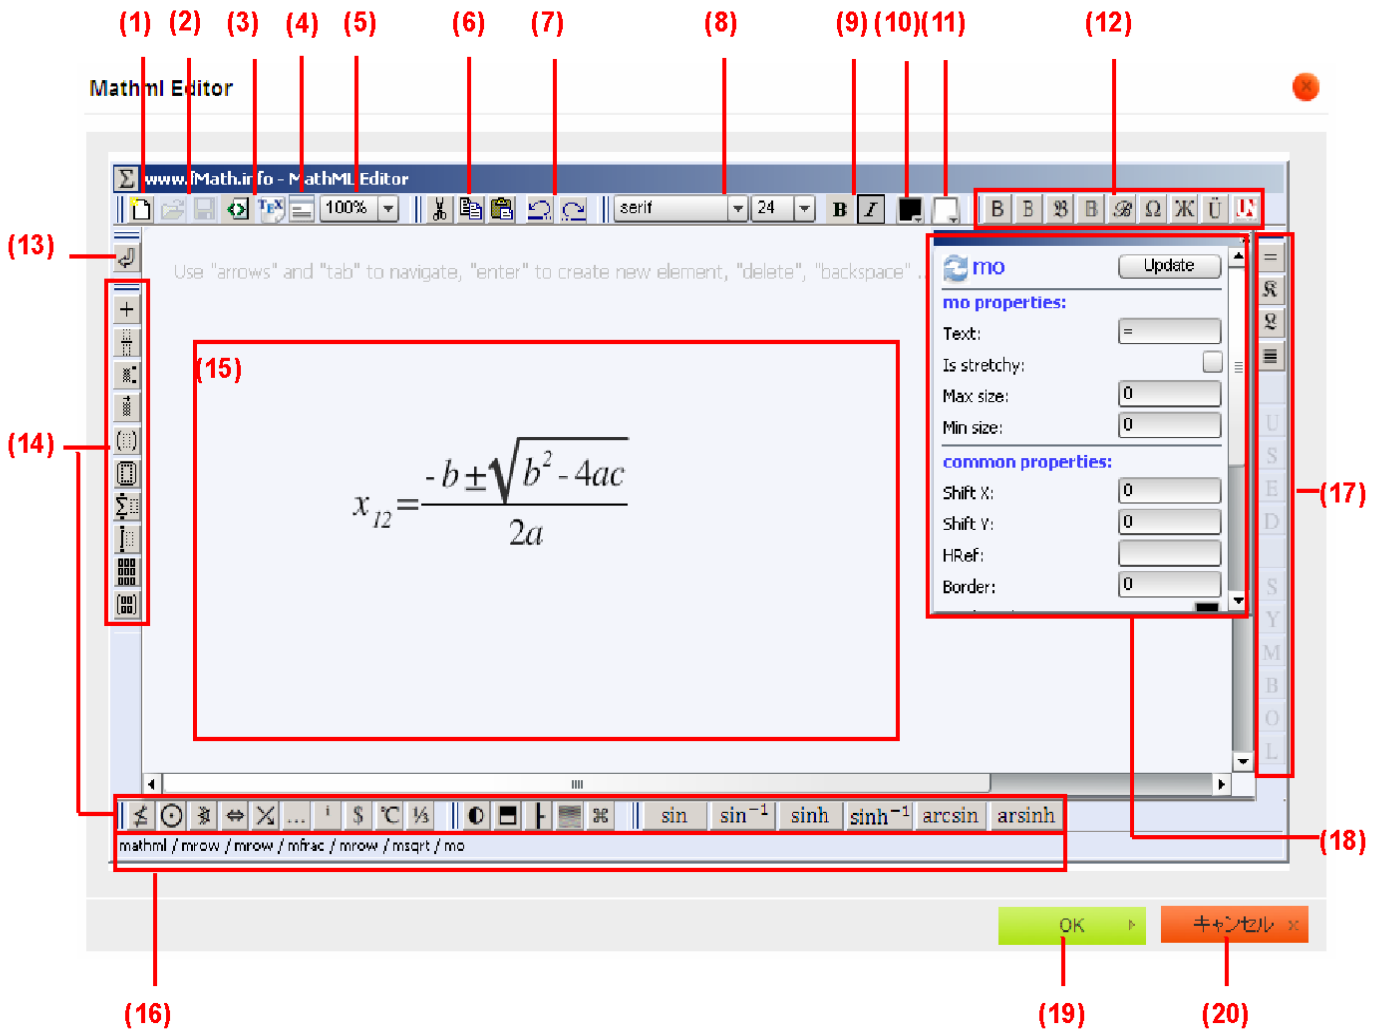 (1) (2) (3) (4) (5) (6) (7) (8) (9) (10) (11) (12)
Mathml Editor
www.fMath.info - MathML Editor
TEX 100% serif 24 B I B B B B B Ω Ж Ü
(13)
Use "arrows" and "tab" to navigate, "enter" to create new element, "delete", "backspace" ..
mo Update
mo properties:
Text: =
Is stretchy:
Max size: 0
Min size: 0
common properties:
Shift X: 0
Shift Y: 0
HRef:
Border: 0
(14)
(15)
x12 = -b ± √b² - 4ac
2a
=
U
S
E
D
S
Y
M
B
O
L
(17)
(18)
... i $ °C ⅓ ⌘ sin sin⁻¹ sinh sinh⁻¹ arcsin arsinh
mathml / mrow / mrow / mfrac / mrow / msqrt / mo
OK キャンセル x
(16) (19) (20)